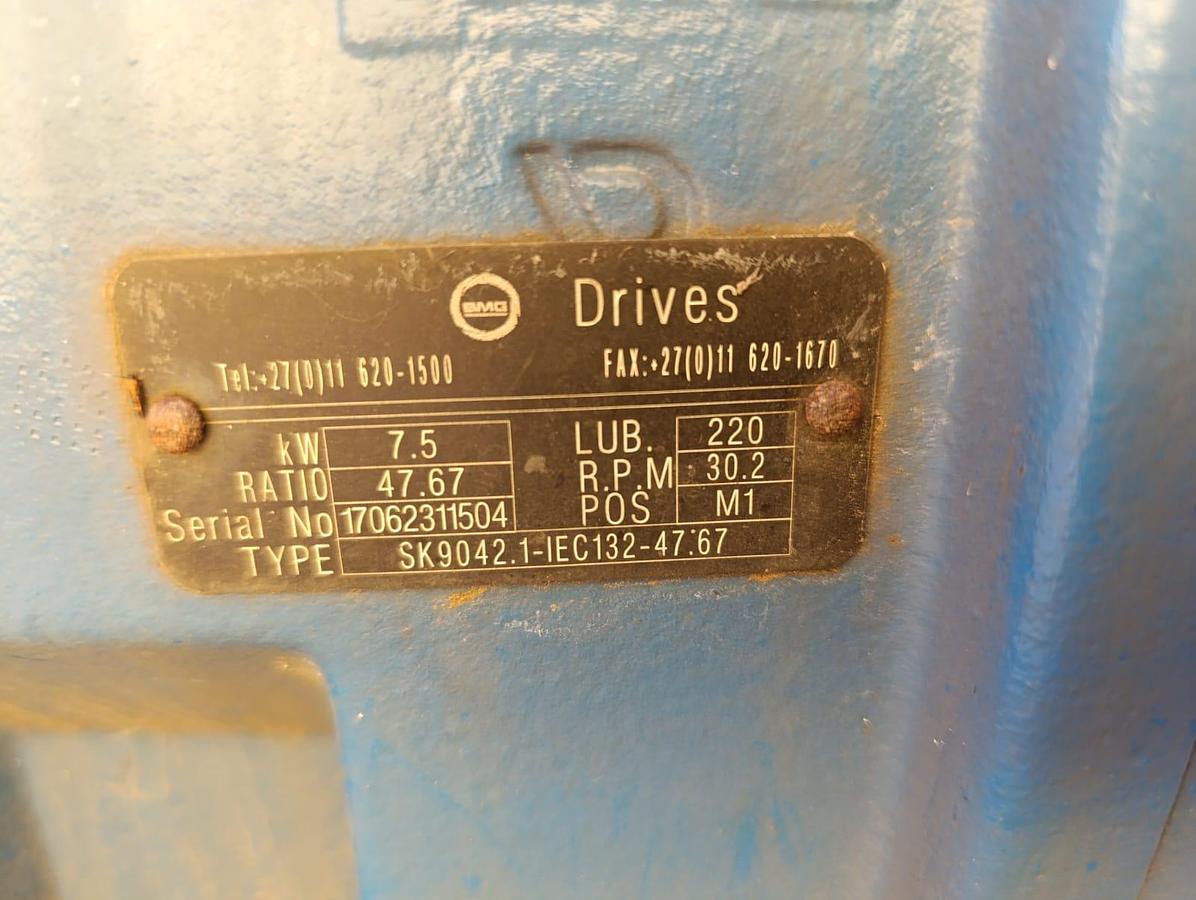 BMG Drives
Tel:+27(0)11 620-1500 FAX:+27(0)11 620-1670
kW 7.5 LUB. 220
RATIO 47.67 R.P.M 30.2
Serial No 17062311504 POS M1
TYPE SK9042.1-IEC132-47.67